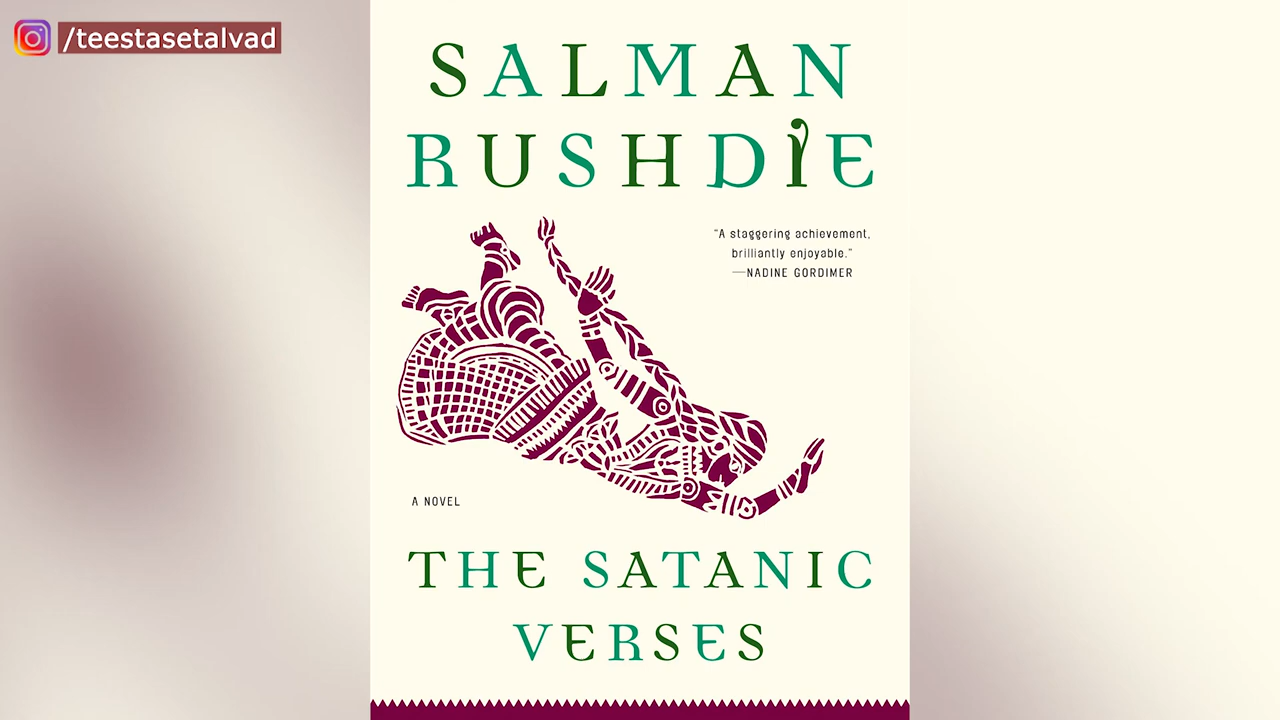 /teestasetalvad
SALMAN
RUSHDIE
"A staggering achievement,
brilliantly enjoyable."
—NADINE GORDIMER
A NOVEL
THE SATANIC
VERSES